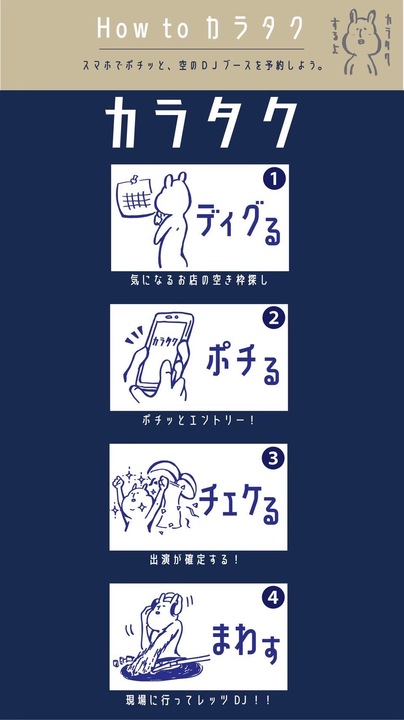 How to カラタク
スマホでポチッと、空のDJブースを予約しよう。
カラタク
するよ
カラタク
1
ディグる
気になるお店の空き枠探し
2
カラタク
ポチる
ポチッとエントリー！
3
チェケる
出演が確定する！
4
まわす
現場に行ってレッツDJ！！